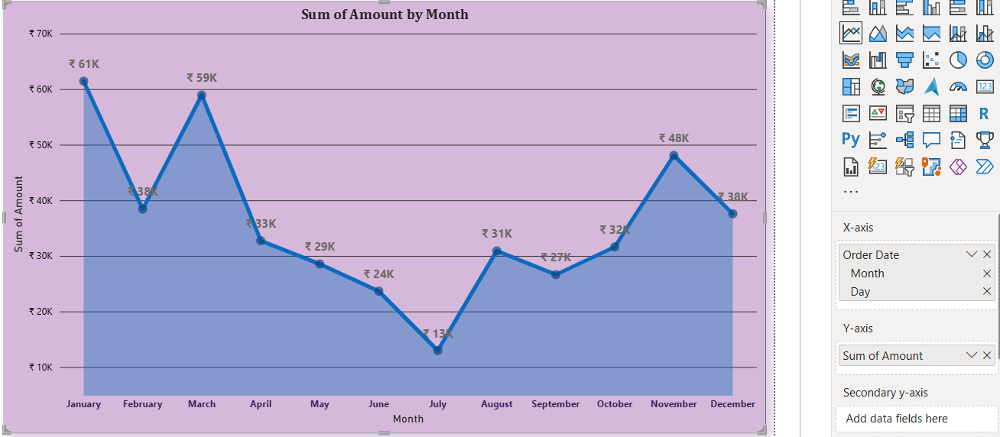 Sum of Amount by Month
₹ 70K
₹ 60K
₹ 50K
₹ 40K
₹ 30K
₹ 20K
₹ 10K
Sum of Amount
₹ 61K
₹ 38K
₹ 59K
₹ 33K
₹ 29K
₹ 24K
₹ 13K
₹ 31K
₹ 27K
₹ 32K
₹ 48K
₹ 38K
January February March April May June July August September October November December
Month
123
R
Py
123
...
X-axis
Order Date
Month
Day
Y-axis
Sum of Amount
Secondary y-axis
Add data fields here